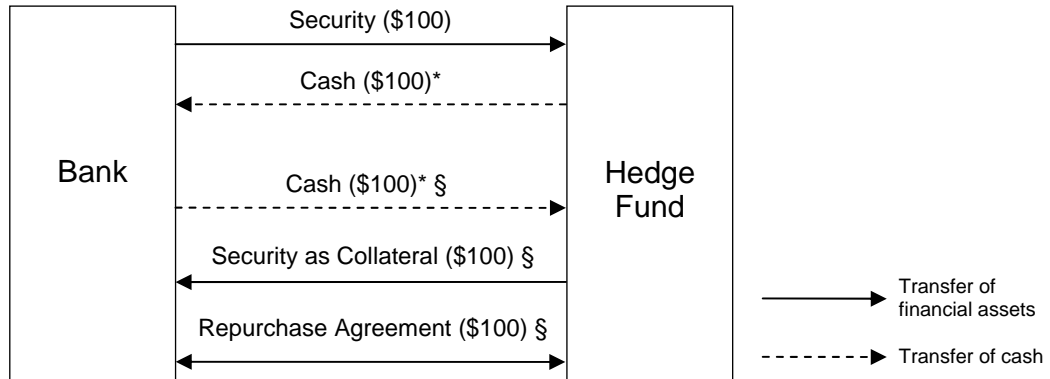 Security ($100)
Cash ($100)*
Bank
Hedge
Fund
Cash ($100)* §
Security as Collateral ($100) §
Repurchase Agreement ($100) §
Transfer of
financial assets
Transfer of cash